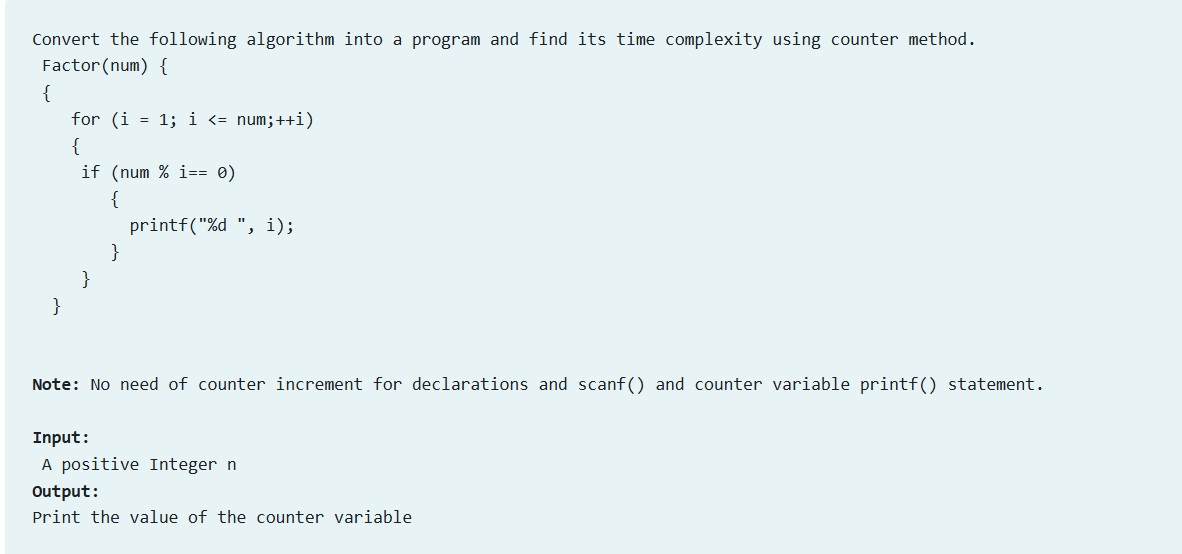 Convert the following algorithm into a program and find its time complexity using counter method.
Factor(num) {
{
for (i = 1; i <= num;++i)
{
if (num % i== 0)
{
printf("%d ", i);
}
}
}
Note: No need of counter increment for declarations and scanf() and counter variable printf() statement.
Input:
A positive Integer n
Output:
Print the value of the counter variable